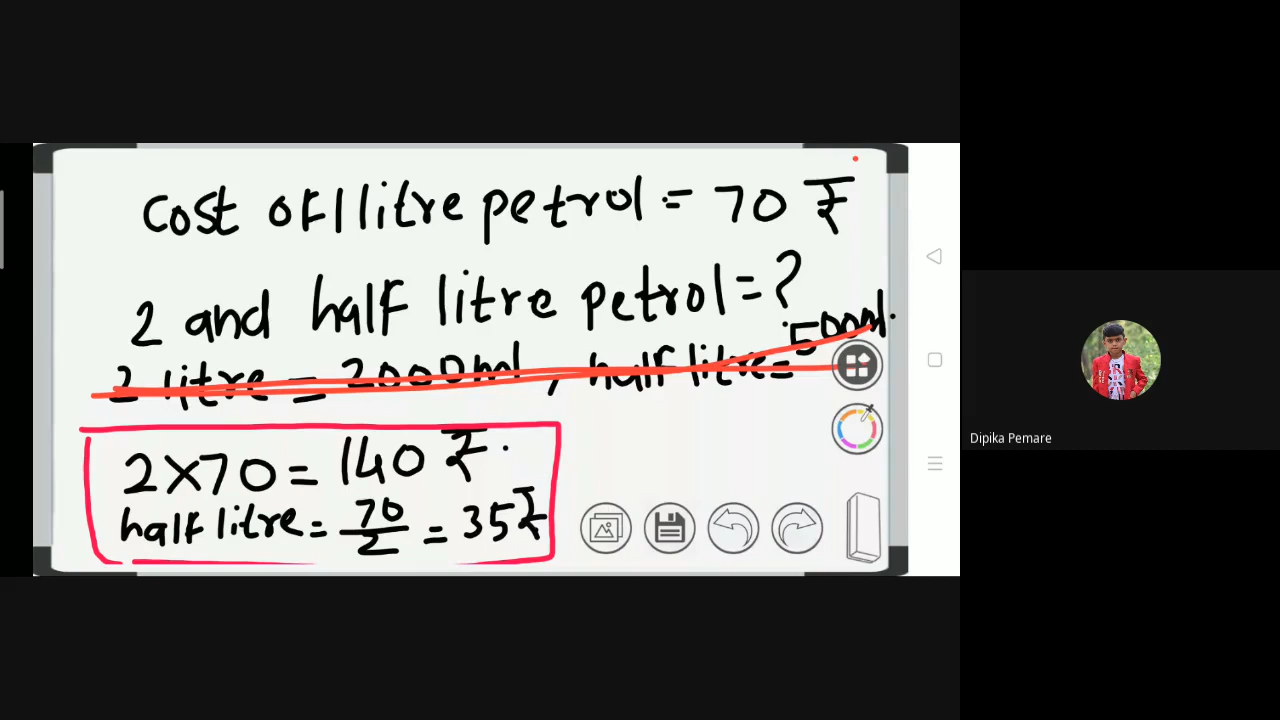 Cost of 1 litre petrol = 70 ₹
2 and half litre petrol = ?
2 litre = 2000ml, half litre = 500ml.
2×70 = 140 ₹.
half litre = 70/2 = 35₹
Dipika Pemare